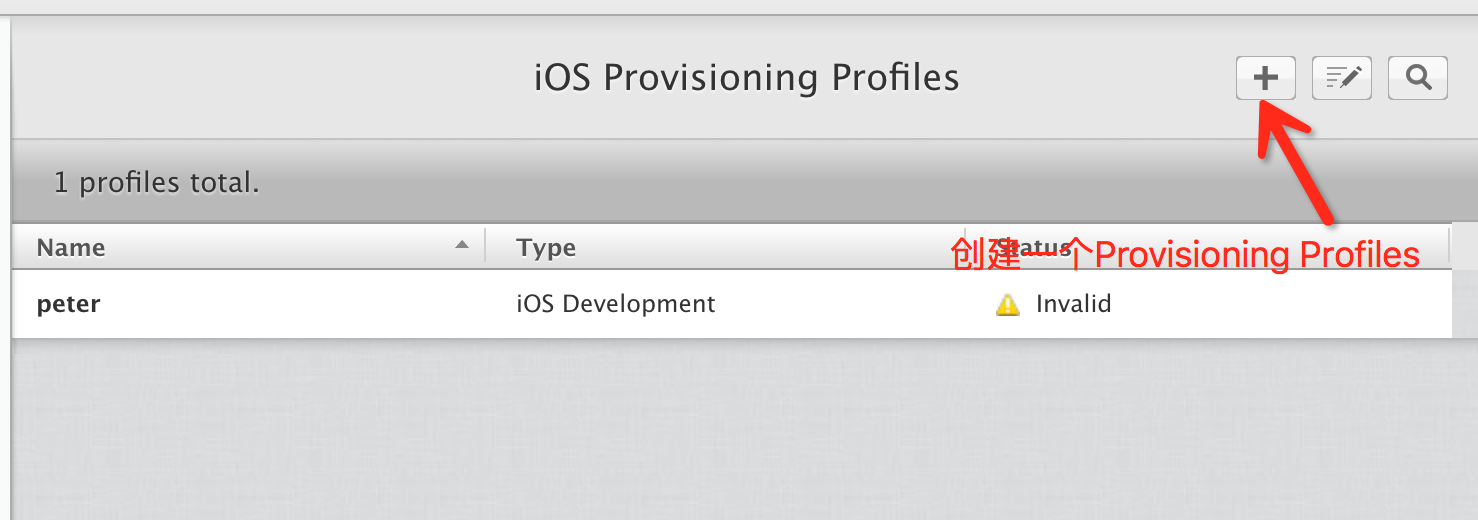 iOS Provisioning Profiles
1 profiles total.
Name Type Status
创建一个Provisioning Profiles
peter iOS Development Invalid